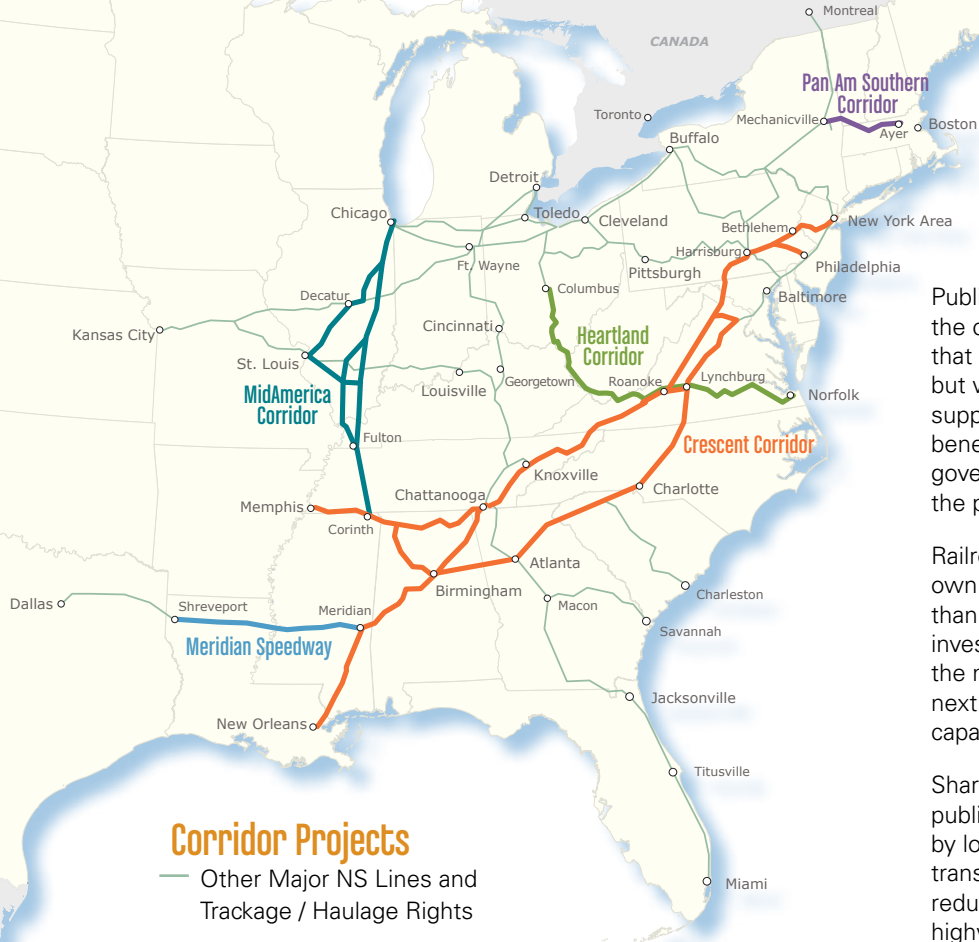 Montreal
CANADA
Pan Am Southern
Corridor
Toronto
Mechanicville
Ayer
Boston
Buffalo
Detroit
Chicago
Toledo
Cleveland
New York Area
Bethlehem
Harrisburg
Ft. Wayne
Pittsburgh
Philadelphia
Decatur
Columbus
Baltimore
Kansas City
Cincinnati
Heartland
Corridor
St. Louis
Georgetown
Roanoke
Lynchburg
Louisville
MidAmerica
Corridor
Norfolk
Fulton
Crescent Corridor
Knoxville
Charlotte
Chattanooga
Memphis
Corinth
Atlanta
Birmingham
Charleston
Dallas
Shreveport
Meridian
Macon
Savannah
Meridian Speedway
Jacksonville
New Orleans
Titusville
Miami
Corridor Projects
Other Major NS Lines and
Trackage / Haulage Rights
Publ
the c
that
but v
supp
bene
gove
the p
Railr
own
than
inves
the r
next
capa
Shar
publi
by lo
trans
redu
high